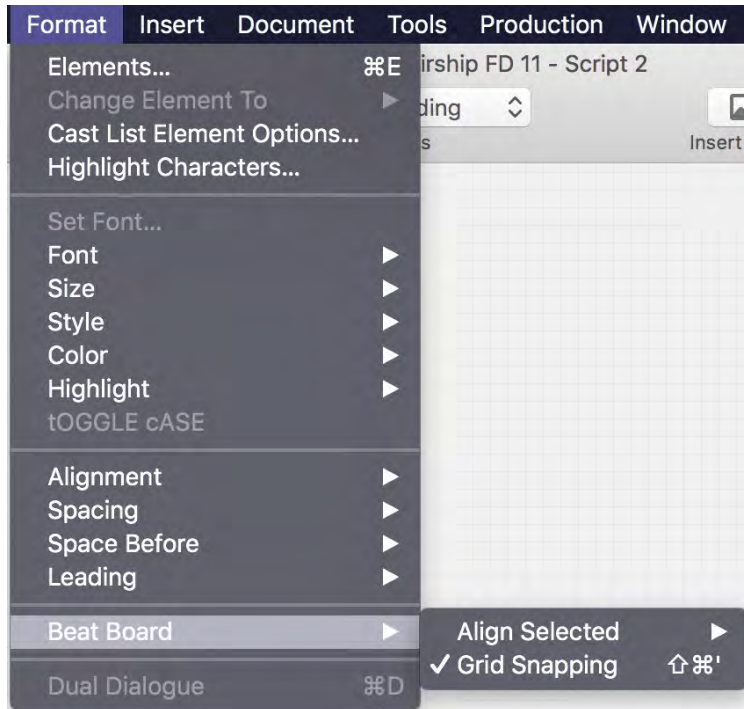 Format Insert Document Tools Production Window
irship FD 11 - Script 2
Elements... ⌘E
Change Element To ▶
ding
Cast List Element Options...
s Insert
Highlight Characters...
Set Font...
Font ▶
Size ▶
Style ▶
Color ▶
Highlight ▶
tOGGLE cASE
Alignment ▶
Spacing ▶
Space Before ▶
Leading ▶
Beat Board ▶
Align Selected ▶
✓ Grid Snapping ⇧⌘'
Dual Dialogue ⌘D